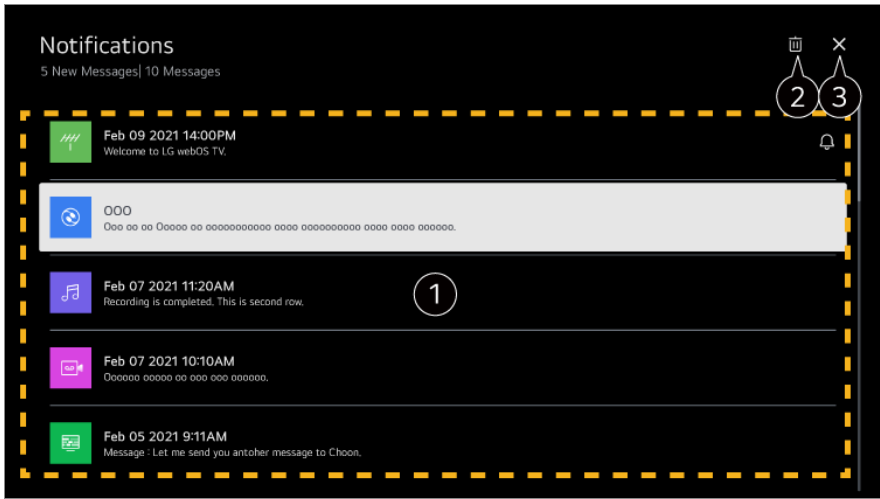 Notifications
5 New Messages| 10 Messages
2
3
Feb 09 2021 14:00PM
Welcome to LG webOS TV.
OOO
Ooo oo oo Ooooo oo ooooooooooo oooo oooooooooo oooo oooo oooooo.
Feb 07 2021 11:20AM
Recording is completed. This is second row.
1
Feb 07 2021 10:10AM
Oooooo ooooo oo ooo ooo oooooo.
Feb 05 2021 9:11AM
Message : Let me send you antoher message to Choon.